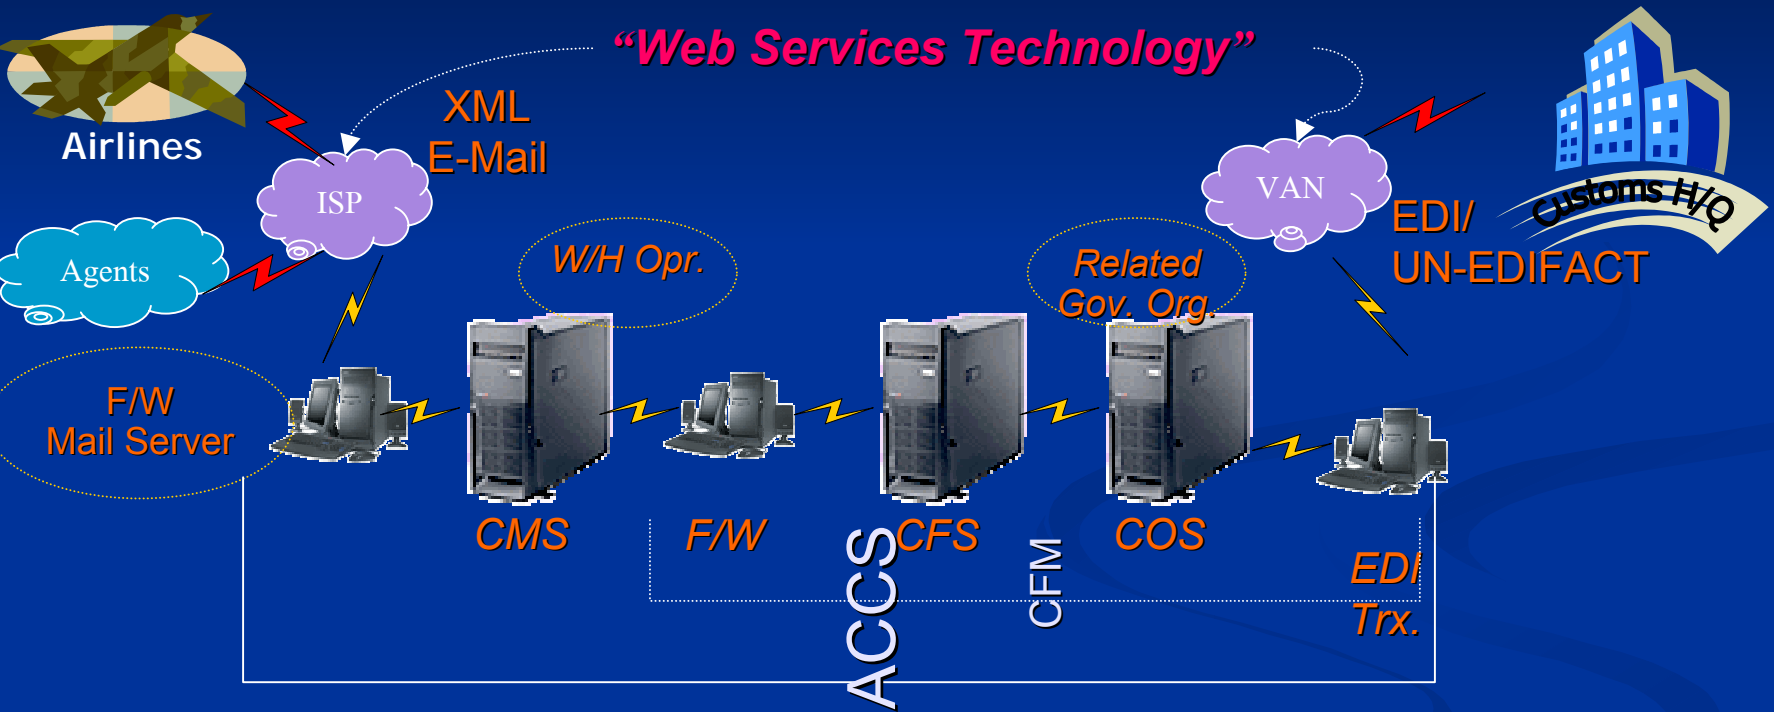 “Web Services Technology”
XML
E-Mail
Airlines
ISP
VAN
Customs H/Q
EDI/
UN-EDIFACT
Agents
W/H Opr.
Related
Gov. Org.
F/W
Mail Server
CMS
F/W
CFS
COS
EDI
Trx.
ACCS
CFM